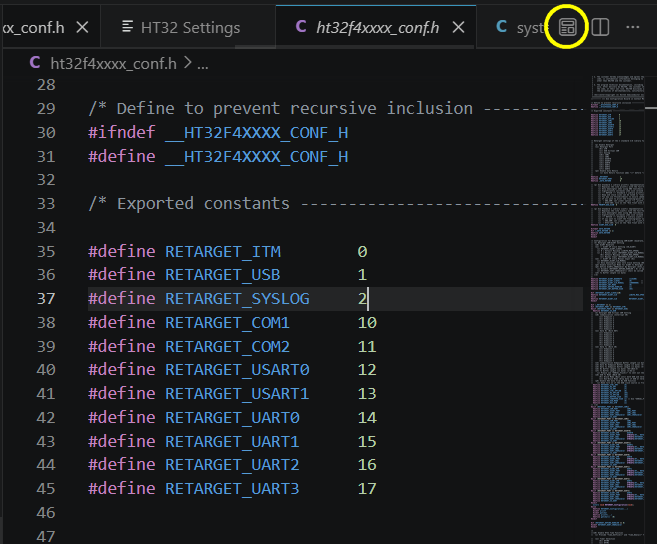 xx_conf.h
HT32 Settings
C ht32f4xxxx_conf.h
C syst
C ht32f4xxxx_conf.h > ...
28
29 /* Define to prevent recursive inclusion -----------
30 #ifndef __HT32F4XXXX_CONF_H
31 #define __HT32F4XXXX_CONF_H
32
33 /* Exported constants ------------------------------
34
35 #define RETARGET_ITM 0
36 #define RETARGET_USB 1
37 #define RETARGET_SYSLOG 2
38 #define RETARGET_COM1 10
39 #define RETARGET_COM2 11
40 #define RETARGET_USART0 12
41 #define RETARGET_USART1 13
42 #define RETARGET_UART0 14
43 #define RETARGET_UART1 15
44 #define RETARGET_UART2 16
45 #define RETARGET_UART3 17
46
47